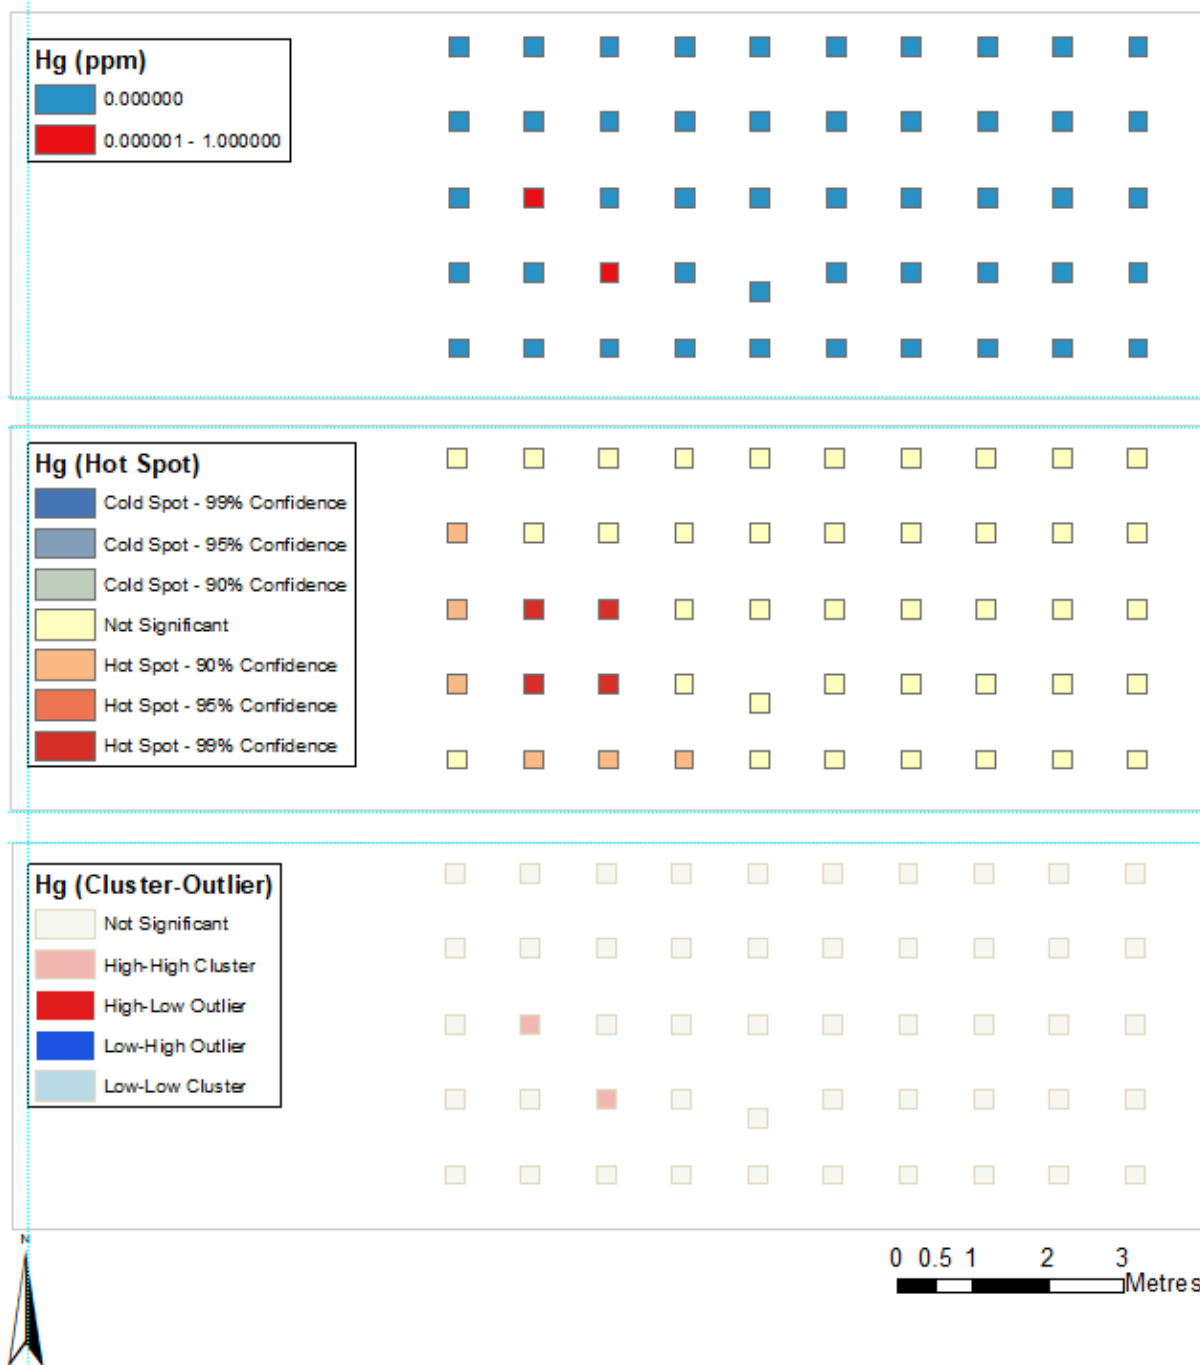 Hg (ppm)
0.000000
0.000001 - 1.000000
Hg (Hot Spot)
Cold Spot - 99% Confidence
Cold Spot - 95% Confidence
Cold Spot - 90% Confidence
Not Significant
Hot Spot - 90% Confidence
Hot Spot - 95% Confidence
Hot Spot - 99% Confidence
Hg (Cluster-Outlier)
Not Significant
High-High Cluster
High-Low Outlier
Low-High Outlier
Low-Low Cluster
N
0 0.5 1 2 3
Metres